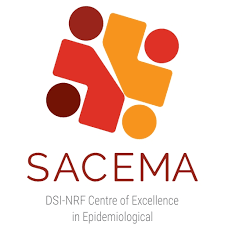 SACEMA
DSI-NRF Centre of Excellence
in Epidemiological